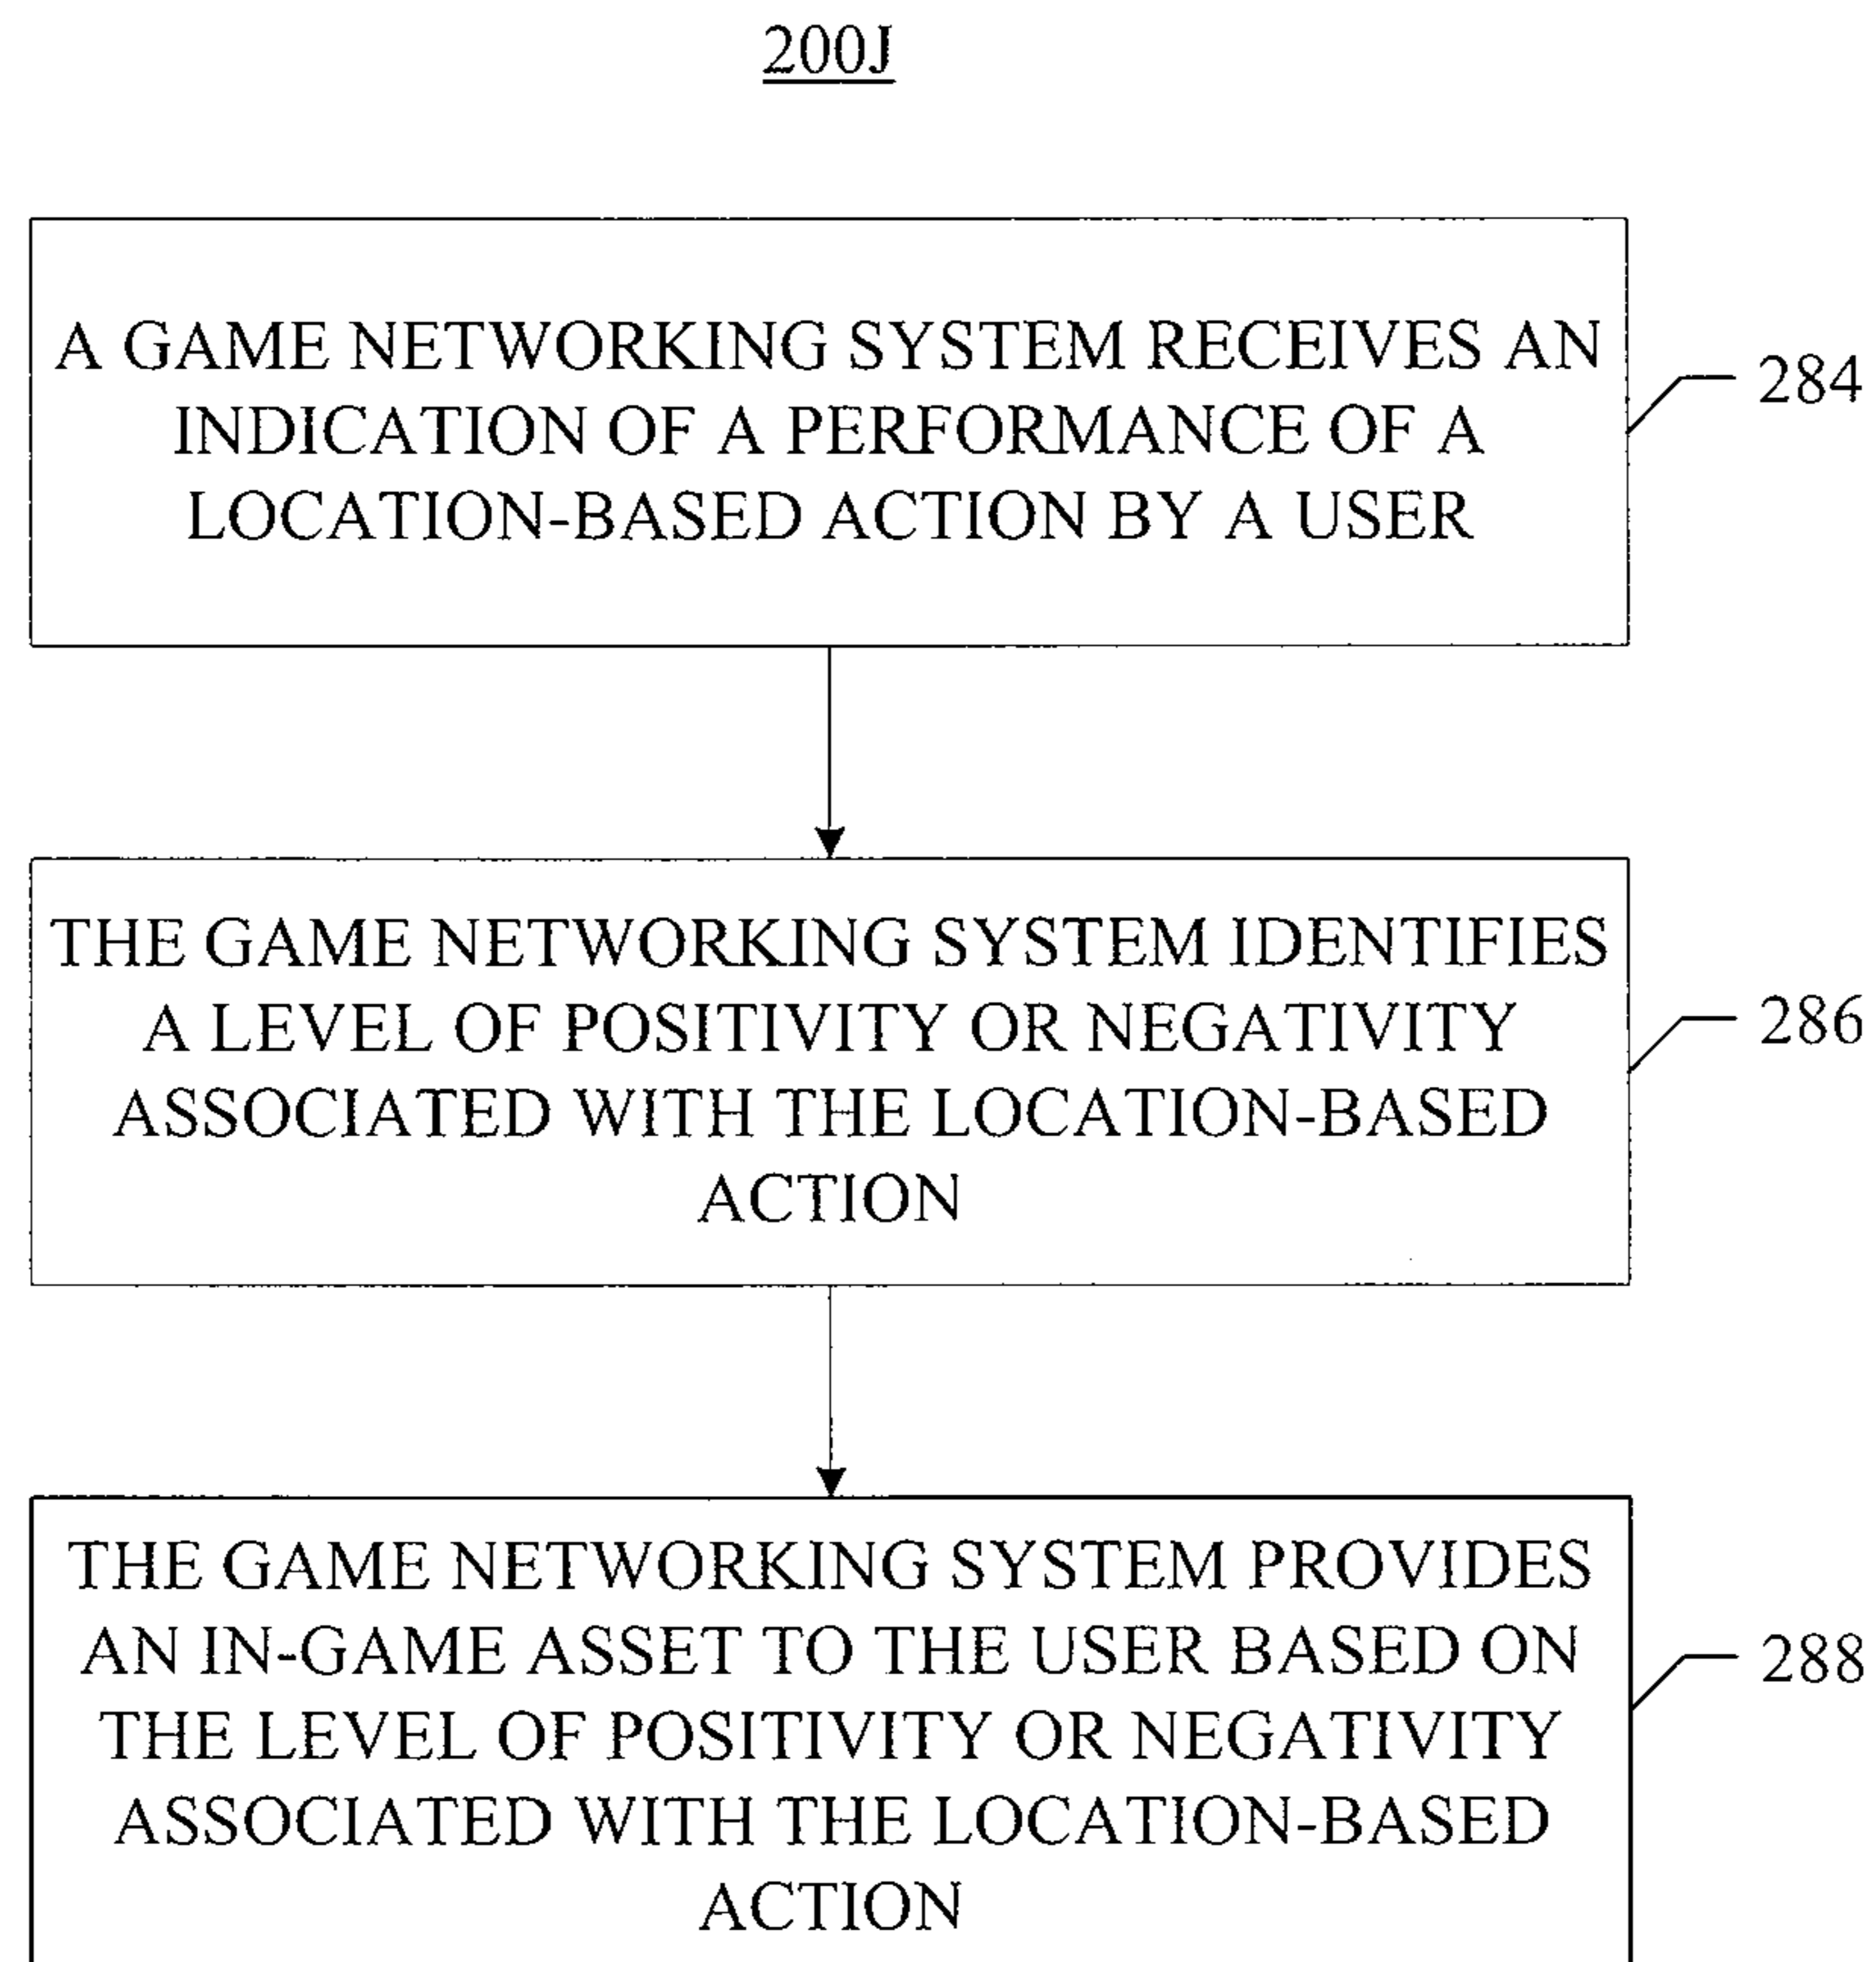 200J
A GAME NETWORKING SYSTEM RECEIVES AN
INDICATION OF A PERFORMANCE OF A
LOCATION-BASED ACTION BY A USER
284
THE GAME NETWORKING SYSTEM IDENTIFIES
A LEVEL OF POSITIVITY OR NEGATIVITY
ASSOCIATED WITH THE LOCATION-BASED
ACTION
286
THE GAME NETWORKING SYSTEM PROVIDES
AN IN-GAME ASSET TO THE USER BASED ON
THE LEVEL OF POSITIVITY OR NEGATIVITY
ASSOCIATED WITH THE LOCATION-BASED
ACTION
288